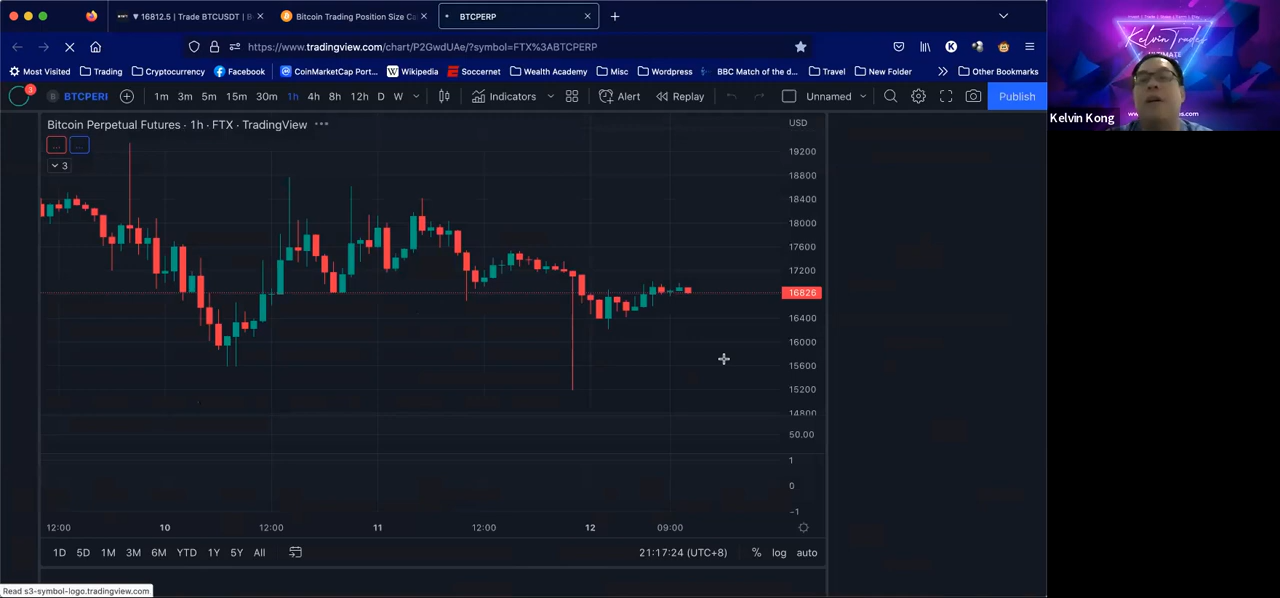 16812.5 | Trade BTCUSDT | B
Bitcoin Trading Position Size Ca
BTCPERP
https://www.tradingview.com/chart/P2GwdUAe/?symbol=FTX%3ABTCPERP
Most Visited
Trading
Cryptocurrency
Facebook
CoinMarketCap Port...
Wikipedia
Soccernet
Wealth Academy
Misc
Wordpress
BBC Match of the d...
Travel
New Folder
Other Bookmarks
3
B
BTCPERP
1m 3m 5m 15m 30m 1h 4h 8h 12h D W
Indicators
Alert
Replay
Unnamed
Publish
Bitcoin Perpetual Futures · 1h · FTX · TradingView
USD
3
19200
18800
18400
18000
17600
17200
16826
16400
16000
15600
15200
14800
50.00
1
0
−1
12:00 10 12:00 11 12:00 12 09:00
1D 5D 1M 3M 6M YTD 1Y 5Y All
21:17:24 (UTC+8)
% log auto
Read s3-symbol-logo.tradingview.com
Kelvin Trades
ULTIMATE
Kelvin Kong